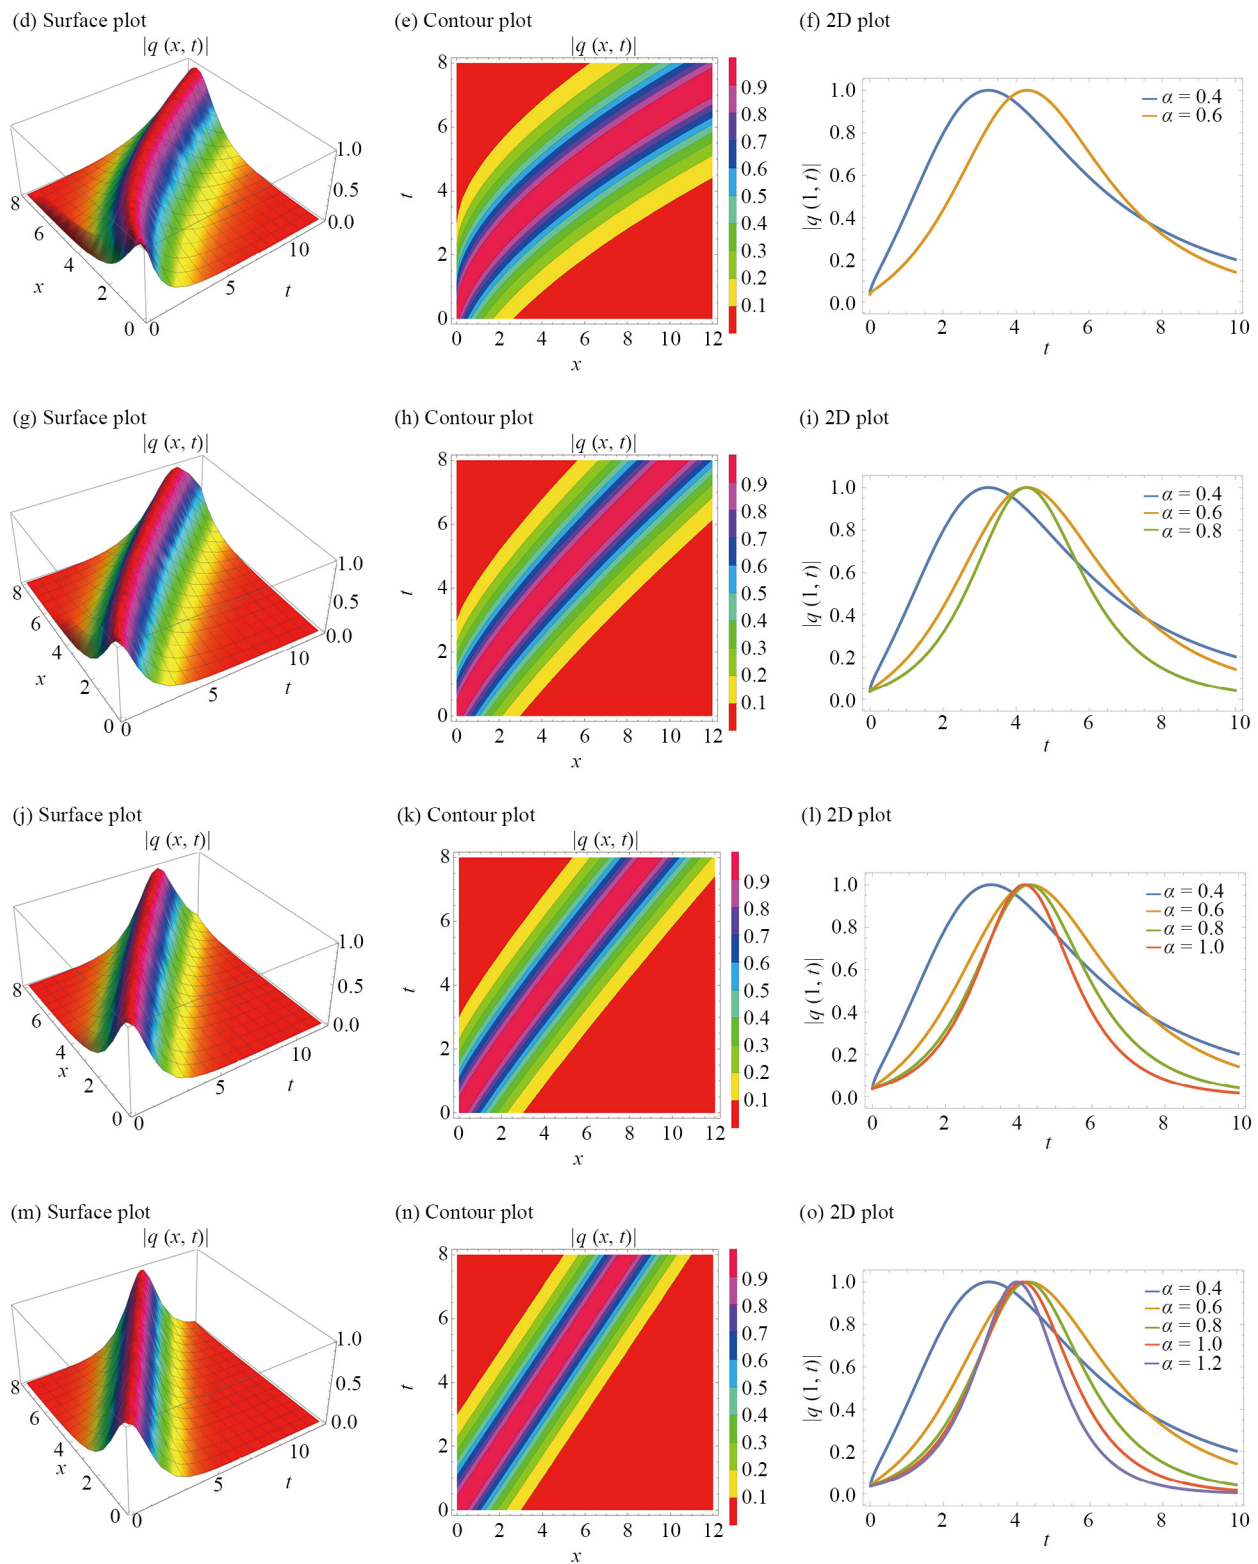 (d) Surface plot
|q (x, t)|
1.0
0.5
0.0
8
6
4
2
0
x
0
5
10
t
(e) Contour plot
|q (x, t)|
8
6
4
2
0
t
0 2 4 6 8 10 12
x
0.9
0.8
0.7
0.6
0.5
0.4
0.3
0.2
0.1
(f) 2D plot
1.0
0.8
0.6
0.4
0.2
0.0
|q (1, t)|
α = 0.4
α = 0.6
0 2 4 6 8 10
t
(g) Surface plot
|q (x, t)|
1.0
0.5
0.0
8
6
4
2
0
x
0
5
10
t
(h) Contour plot
|q (x, t)|
8
6
4
2
0
t
0 2 4 6 8 10 12
x
0.9
0.8
0.7
0.6
0.5
0.4
0.3
0.2
0.1
(i) 2D plot
1.0
0.8
0.6
0.4
0.2
0.0
|q (1, t)|
α = 0.4
α = 0.6
α = 0.8
0 2 4 6 8 10
t
(j) Surface plot
|q (x, t)|
1.0
0.5
0.0
8
6
4
2
0
x
0
5
10
t
(k) Contour plot
|q (x, t)|
8
6
4
2
0
t
0 2 4 6 8 10 12
x
0.9
0.8
0.7
0.6
0.5
0.4
0.3
0.2
0.1
(l) 2D plot
1.0
0.8
0.6
0.4
0.2
0.0
|q (1, t)|
α = 0.4
α = 0.6
α = 0.8
α = 1.0
0 2 4 6 8 10
t
(m) Surface plot
|q (x, t)|
1.0
0.5
0.0
8
6
4
2
0
x
0
5
10
t
(n) Contour plot
|q (x, t)|
8
6
4
2
0
t
0 2 4 6 8 10 12
x
0.9
0.8
0.7
0.6
0.5
0.4
0.3
0.2
0.1
(o) 2D plot
1.0
0.8
0.6
0.4
0.2
0.0
|q (1, t)|
α = 0.4
α = 0.6
α = 0.8
α = 1.0
α = 1.2
0 2 4 6 8 10
t